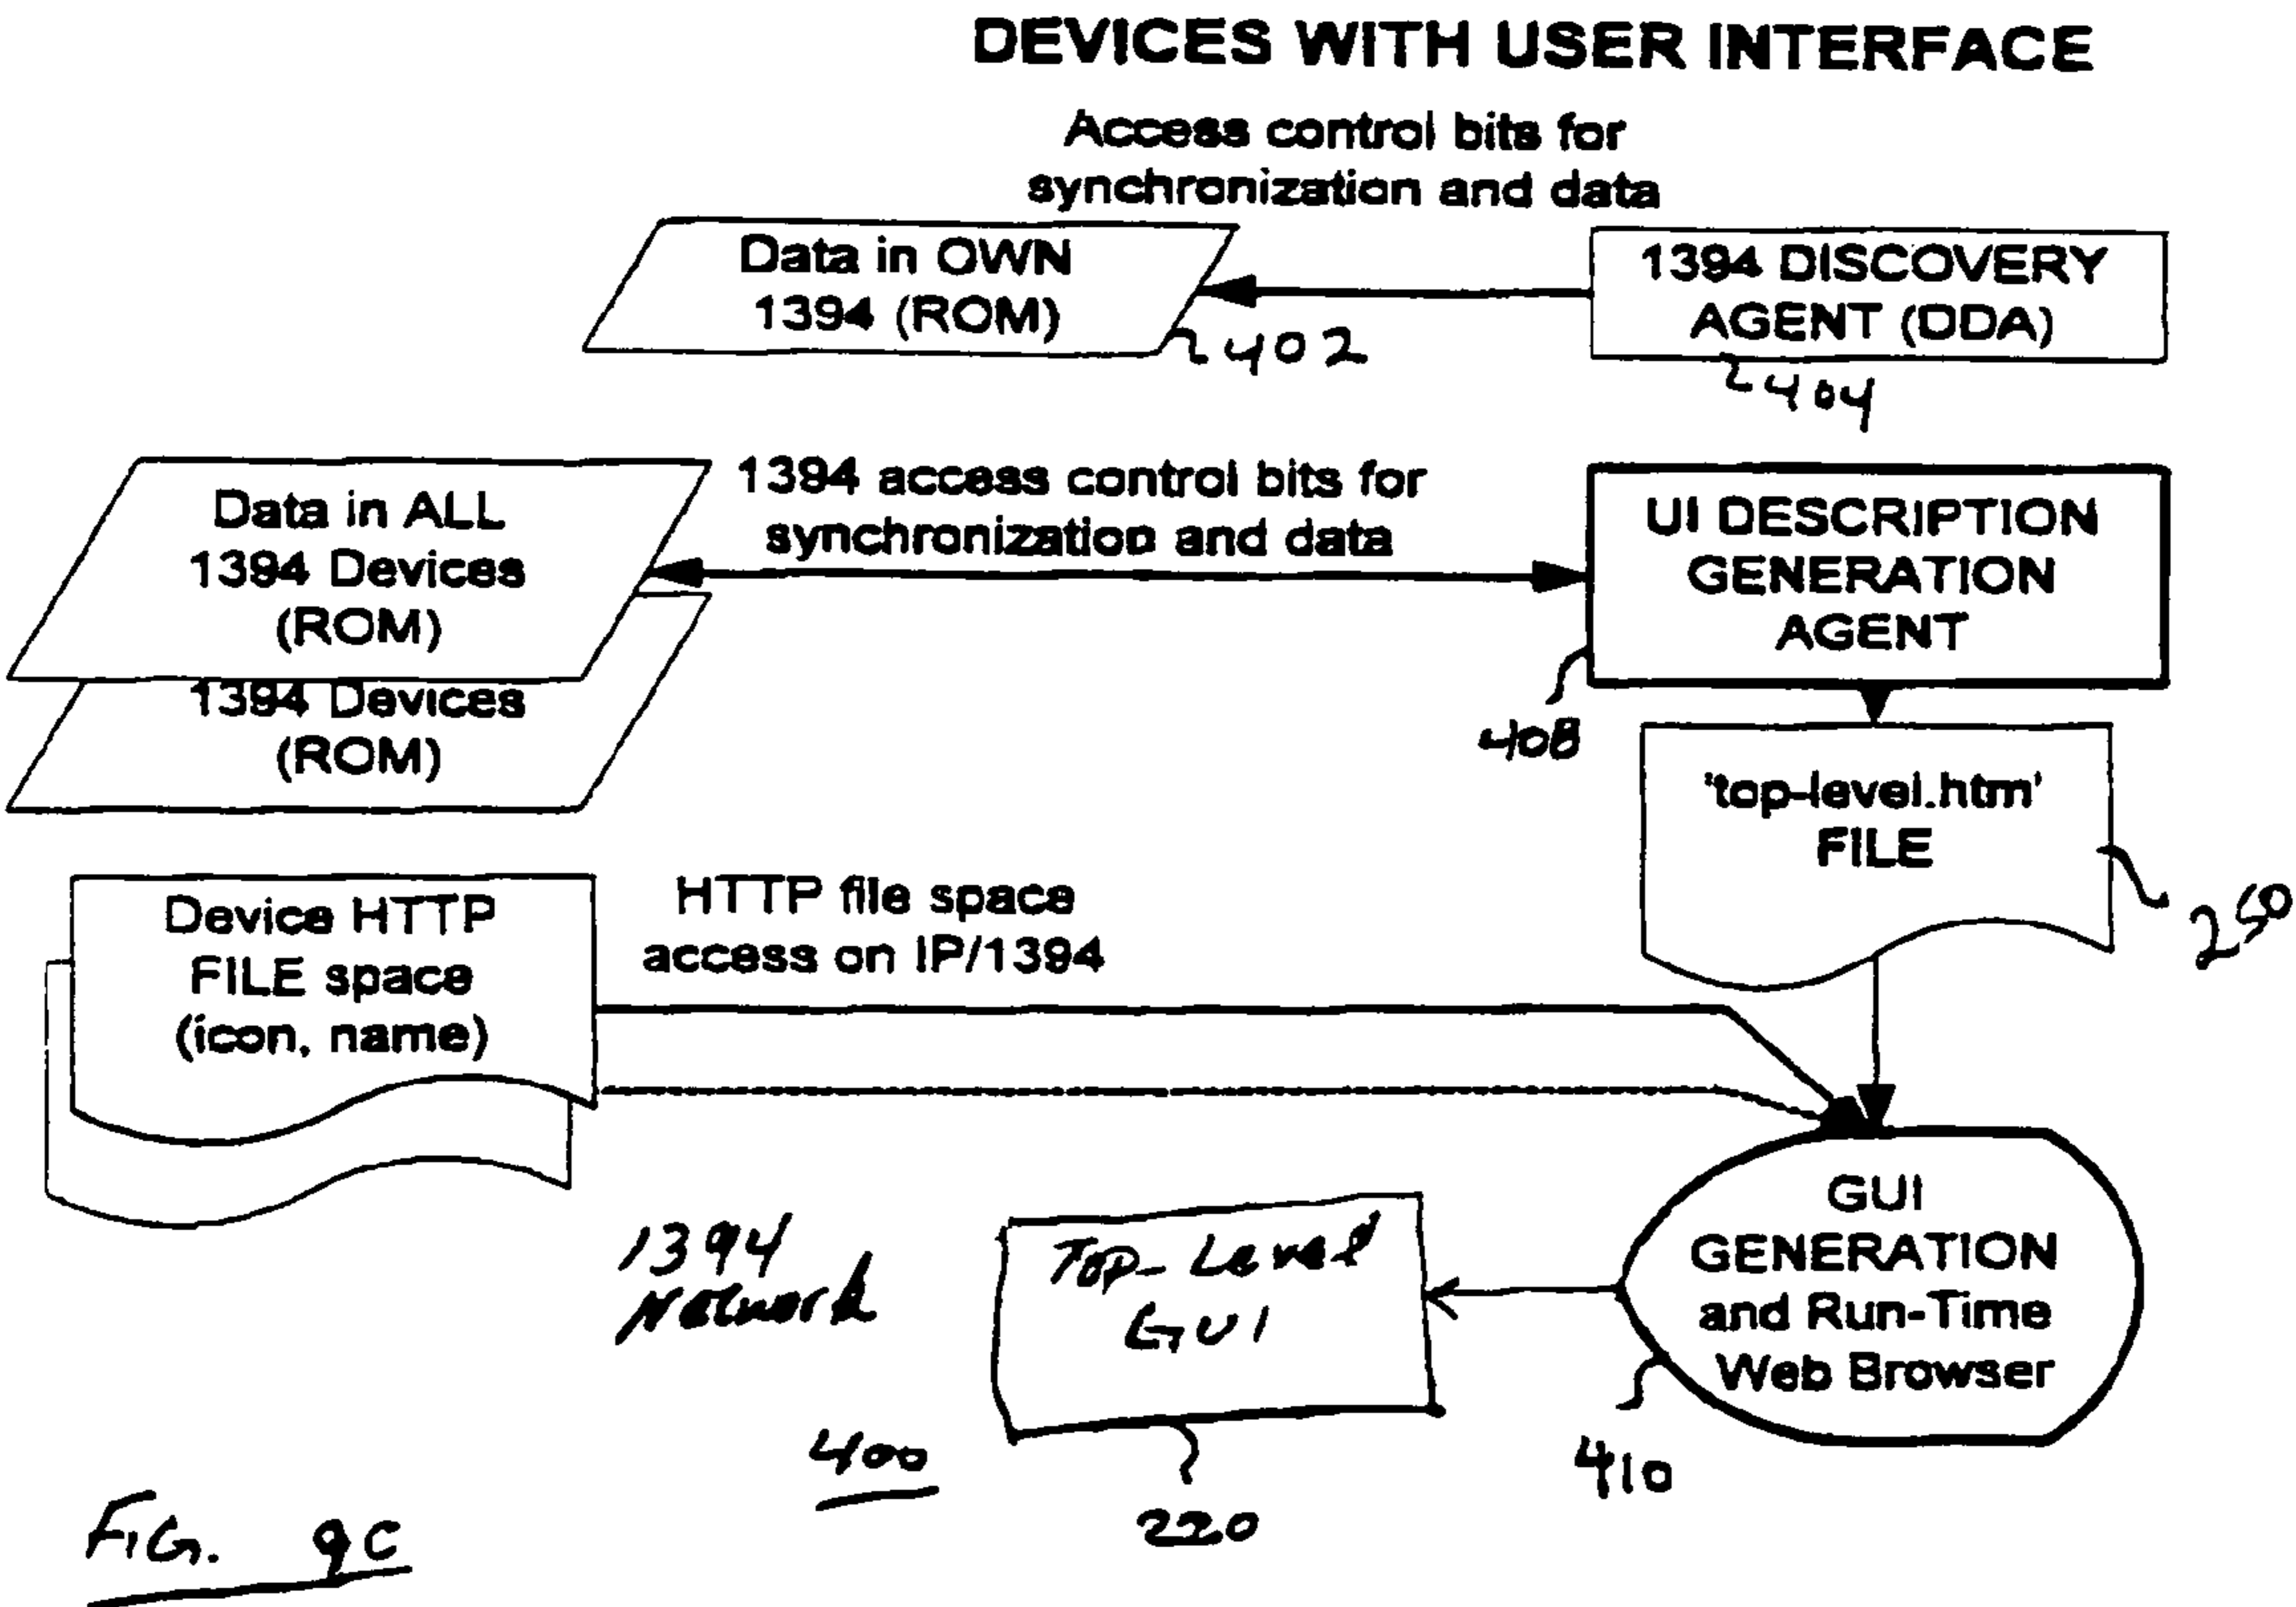 DEVICES WITH USER INTERFACE
Access control bits for
synchronization and data
Data in OWN
1394 (ROM)
402
1394 DISCOVERY
AGENT (DDA)
404
Data in ALL
1394 Devices
(ROM)
1394 Devices
(ROM)
1394 access control bits for
synchronization and data
UI DESCRIPTION
GENERATION
AGENT
408
'top-level.htm'
FILE
250
Device HTTP
FILE space
(icon, name)
HTTP file space
access on IP/1394
GUI
GENERATION
and Run-Time
Web Browser
410
Top-Level
GUI
220
1394
Network
400
FIG. 9C